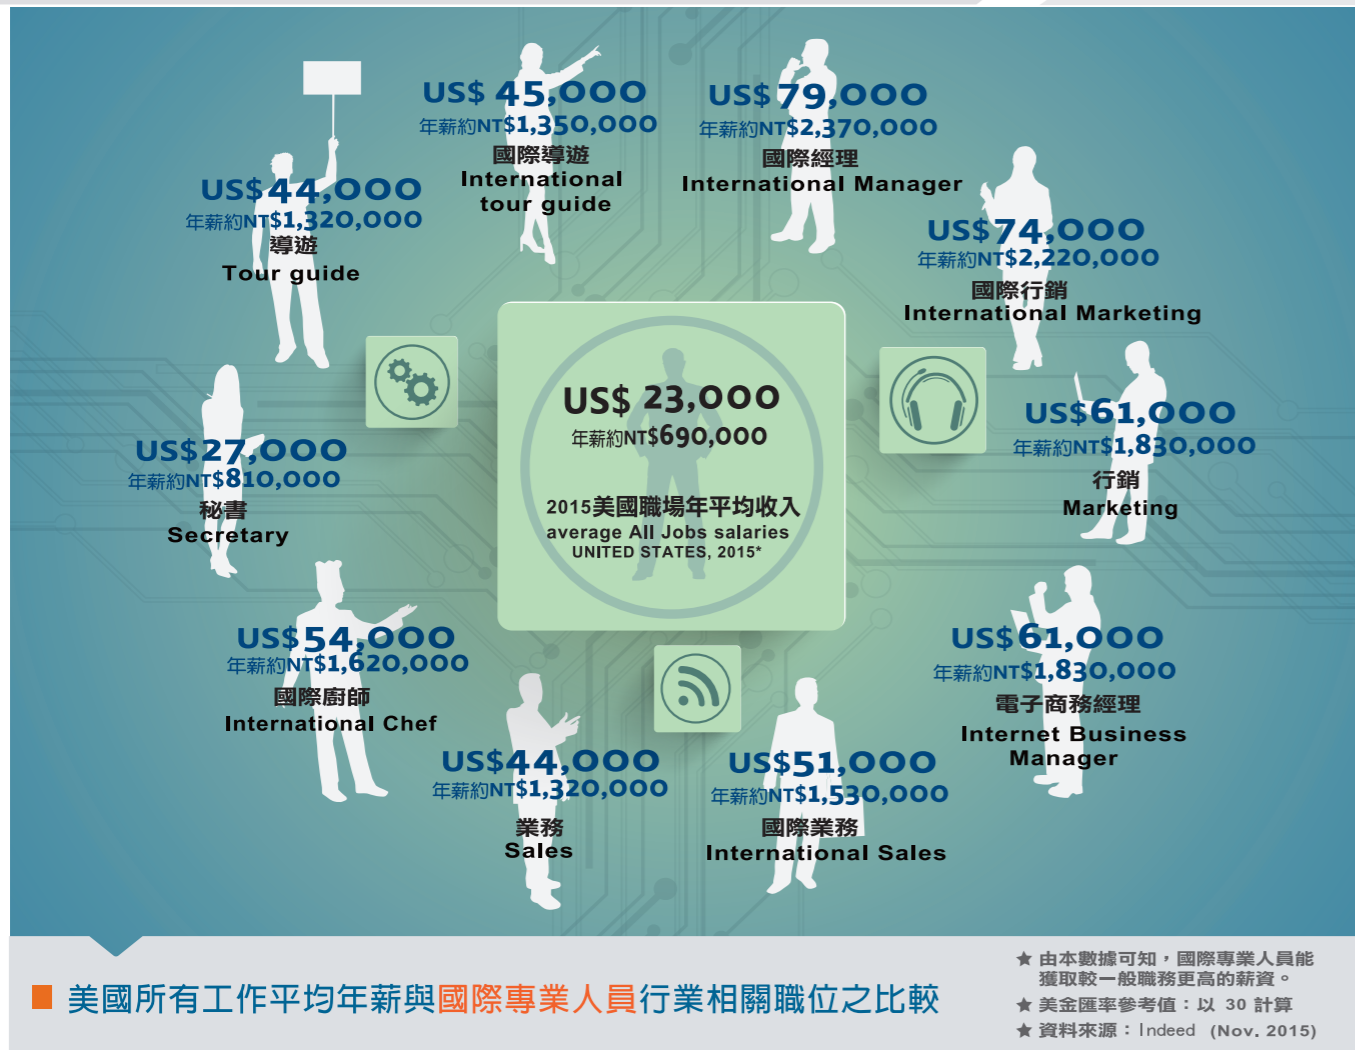 US$ 45,000
年薪約NT$1,350,000
國際導遊
International
tour guide
US$ 79,000
年薪約NT$2,370,000
國際經理
International Manager
US$44,000
年薪約NT$1,320,000
導遊
Tour guide
US$74,000
年薪約NT$2,220,000
國際行銷
International Marketing
US$ 23,000
年薪約NT$690,000
2015美國職場年平均收入
average All Jobs salaries
UNITED STATES, 2015*
US$61,000
年薪約NT$1,830,000
行銷
Marketing
US$27,000
年薪約NT$810,000
秘書
Secretary
US$54,000
年薪約NT$1,620,000
國際廚師
International Chef
US$61,000
年薪約NT$1,830,000
電子商務經理
Internet Business
Manager
US$44,000
年薪約NT$1,320,000
業務
Sales
US$51,000
年薪約NT$1,530,000
國際業務
International Sales
■ 美國所有工作平均年薪與國際專業人員行業相關職位之比較
★ 由本數據可知，國際專業人員能
獲取較一般職務更高的薪資。
★ 美金匯率參考值：以 30 計算
★ 資料來源：Indeed (Nov. 2015)